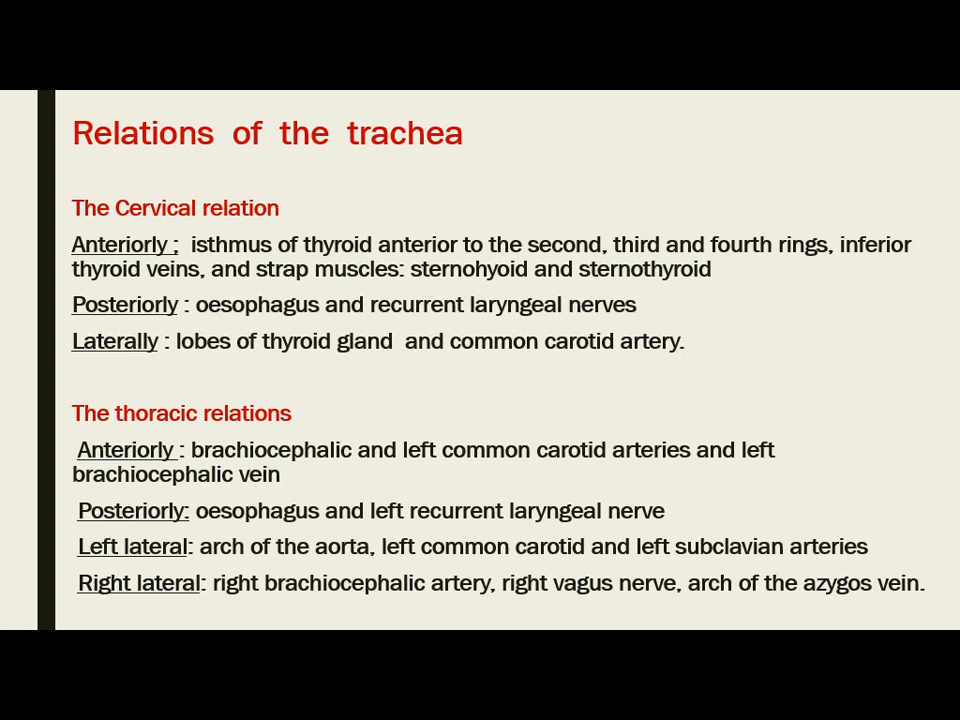 Relations of the trachea
The Cervical relation
Anteriorly ; isthmus of thyroid anterior to the second, third and fourth rings, inferior
thyroid veins, and strap muscles: sternohyoid and sternothyroid
Posteriorly : oesophagus and recurrent laryngeal nerves
Laterally : lobes of thyroid gland and common carotid artery.
The thoracic relations
Anteriorly : brachiocephalic and left common carotid arteries and left
brachiocephalic vein
Posteriorly: oesophagus and left recurrent laryngeal nerve
Left lateral: arch of the aorta, left common carotid and left subclavian arteries
Right lateral: right brachiocephalic artery, right vagus nerve, arch of the azygos vein.